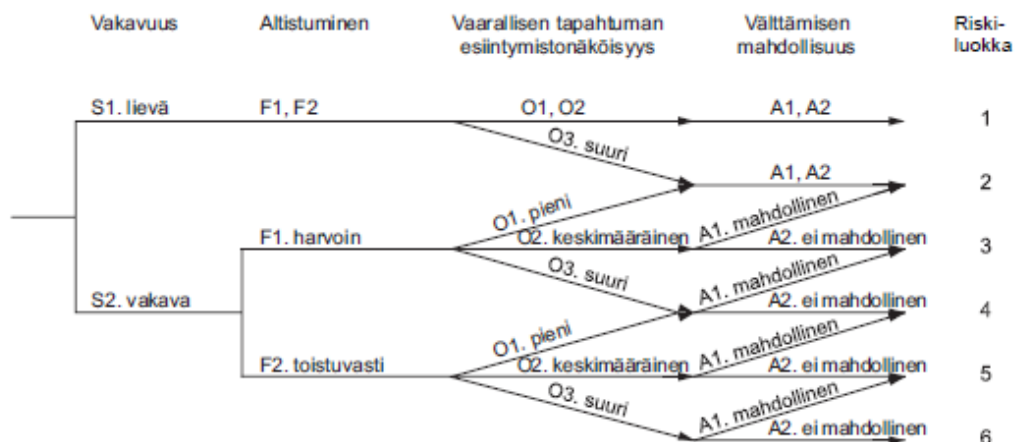 Vakavuus
Altistuminen
Vaarallisen tapahtuman
esiintymistonäköisyys
Välttämisen
mahdollisuus
Riski-
luokka
S1. lievä
F1, F2
O1, O2
A1, A2
1
O3. suuri
A1, A2
2
O1. pieni
A1. mahdollinen
F1. harvoin
O2. keskimääräinen
A2. ei mahdollinen
3
O3. suuri
A1. mahdollinen
S2. vakava
A2. ei mahdollinen
4
O1. pieni
A1. mahdollinen
F2. toistuvasti
O2. keskimääräinen
A2. ei mahdollinen
5
O3. suuri
A1. mahdollinen
A2. ei mahdollinen
6